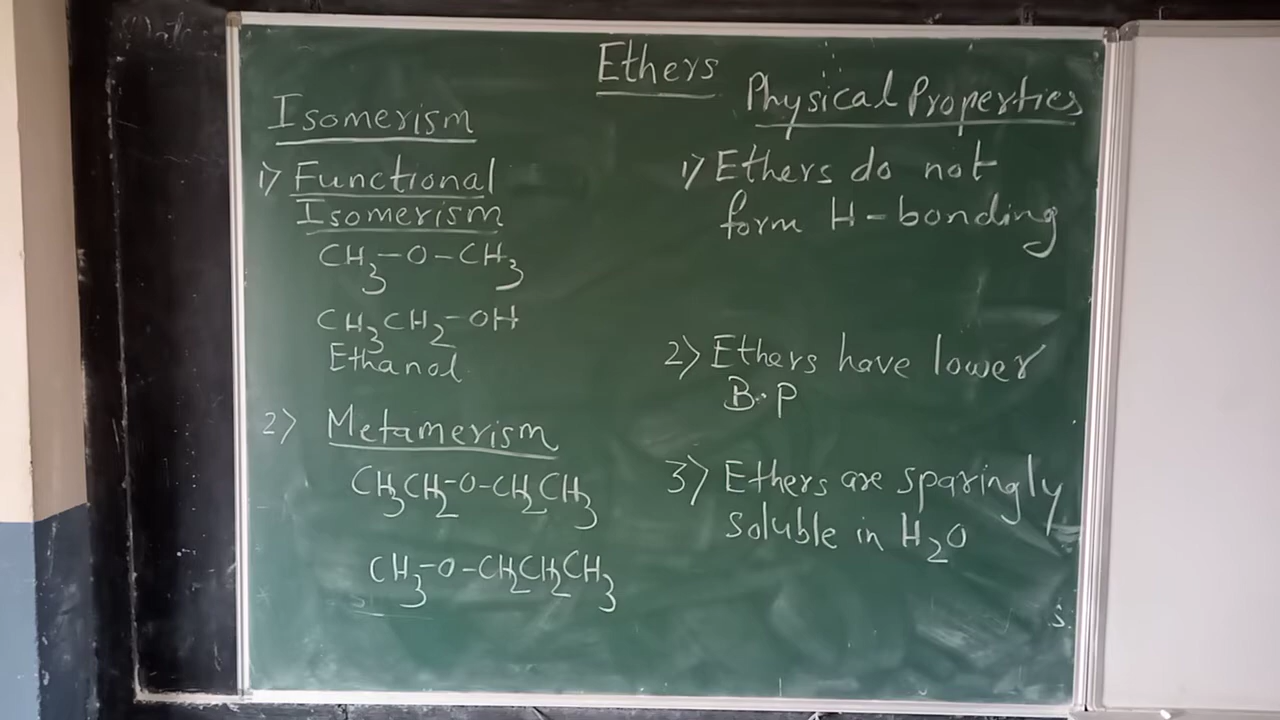 Ethers
Isomerism
1) Functional
Isomerism
CH3-O-CH3
CH3CH2-OH
Ethanol
2) Metamerism
CH3CH2-O-CH2CH3
CH3-O-CH2CH2CH3
Physical Properties
1) Ethers do not
form H-bonding
2) Ethers have lower
B.P
3) Ethers are sparingly
soluble in H2O